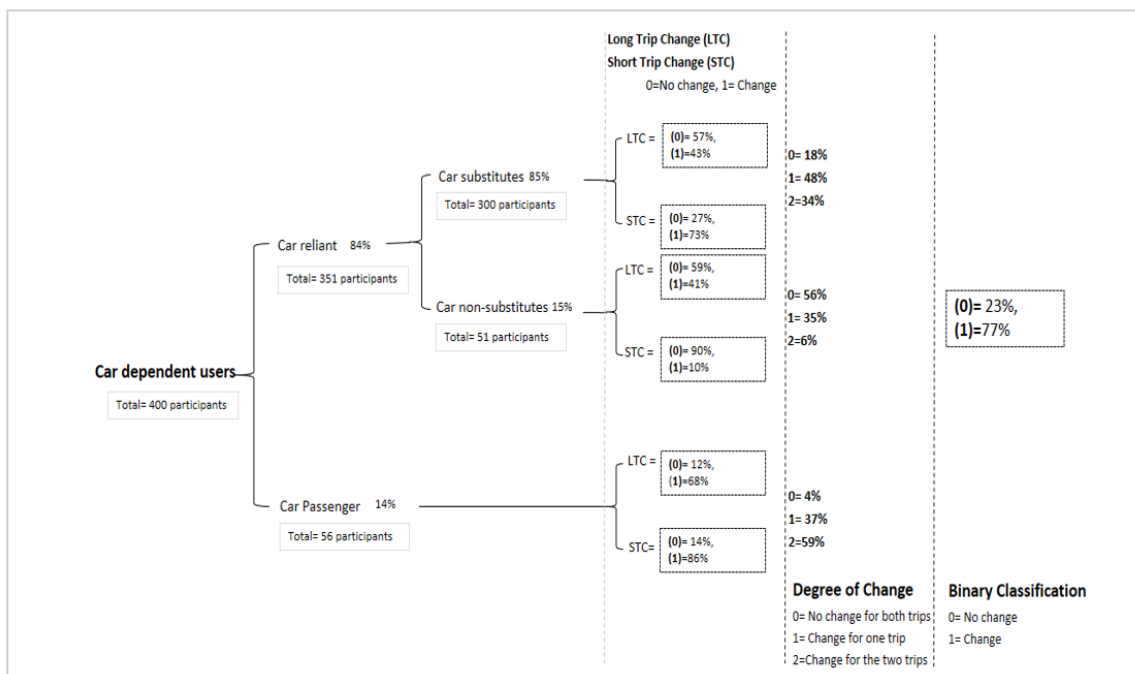 Long Trip Change (LTC)
Short Trip Change (STC)
0=No change, 1= Change
LTC =
(0)= 57%,
(1)=43%
0= 18%
1= 48%
2=34%
Car substitutes 85%
Total= 300 participants
STC =
(0)= 27%,
(1)=73%
Car reliant 84%
Total= 351 participants
LTC =
(0)= 59%,
(1)=41%
0= 56%
1= 35%
2=6%
Car non-substitutes 15%
Total= 51 participants
STC =
(0)= 90%,
(1)=10%
(0)= 23%,
(1)=77%
Car dependent users
Total= 400 participants
LTC =
(0)= 12%,
(1)= 68%
0= 4%
1= 37%
2=59%
Car Passenger 14%
Total= 56 participants
STC=
(0)= 14%,
(1)=86%
Degree of Change
0= No change for both trips
1= Change for one trip
2=Change for the two trips
Binary Classification
0= No change
1= Change